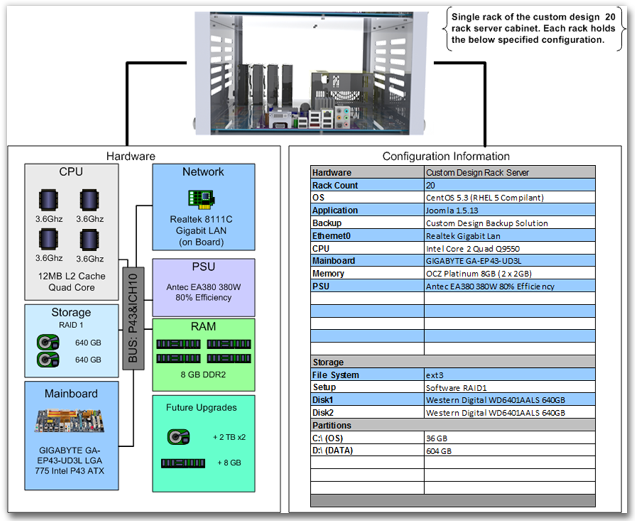 Single rack of the custom design 20
rack server cabinet. Each rack holds
the below specified configuration.
Hardware
CPU
3.6Ghz 3.6Ghz
3.6Ghz 3.6Ghz
12MB L2 Cache
Quad Core
Storage
RAID 1
640 GB
640 GB
Mainboard
GIGABYTE GA-
EP43-UD3L LGA
775 Intel P43 ATX
BUS: P43&ICH10
Network
Realtek 8111C
Gigabit LAN
(on Board)
PSU
Antec EA380 380W
80% Efficiency
RAM
8 GB DDR2
Future Upgrades
+ 2 TB x2
+ 8 GB
Configuration Information
Hardware Custom Design Rack Server
Rack Count 20
OS CentOS 5.3 (RHEL 5 Compilant)
Application Joomla 1.5.13
Backup Custom Design Backup Solution
Ethernet0 Realtek Gigabit Lan
CPU Intel Core 2 Quad Q9550
Mainboard GIGABYTE GA-EP43-UD3L
Memory OCZ Platinum 8GB (2 x 2GB)
PSU Antec EA380 380W 80% Efficiency
Storage
File System ext3
Setup Software RAID1
Disk1 Western Digital WD6401AALS 640GB
Disk2 Western Digital WD6401AALS 640GB
Partitions
C:\ (OS) 36 GB
D:\ (DATA) 604 GB